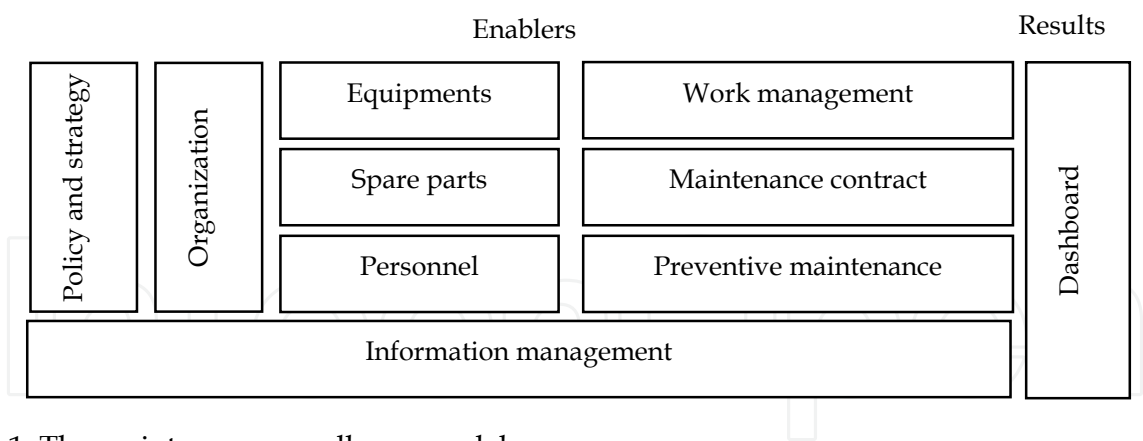 Enablers
Results
Policy and strategy
Organization
Equipments
Work management
Spare parts
Maintenance contract
Personnel
Preventive maintenance
Dashboard
Information management